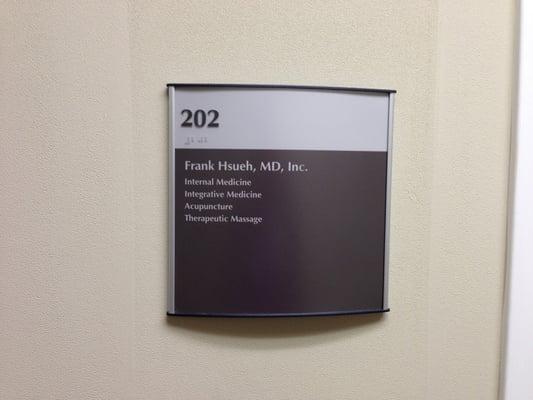 202
Frank Hsueh, MD, Inc.
Internal Medicine
Integrative Medicine
Acupuncture
Therapeutic Massage